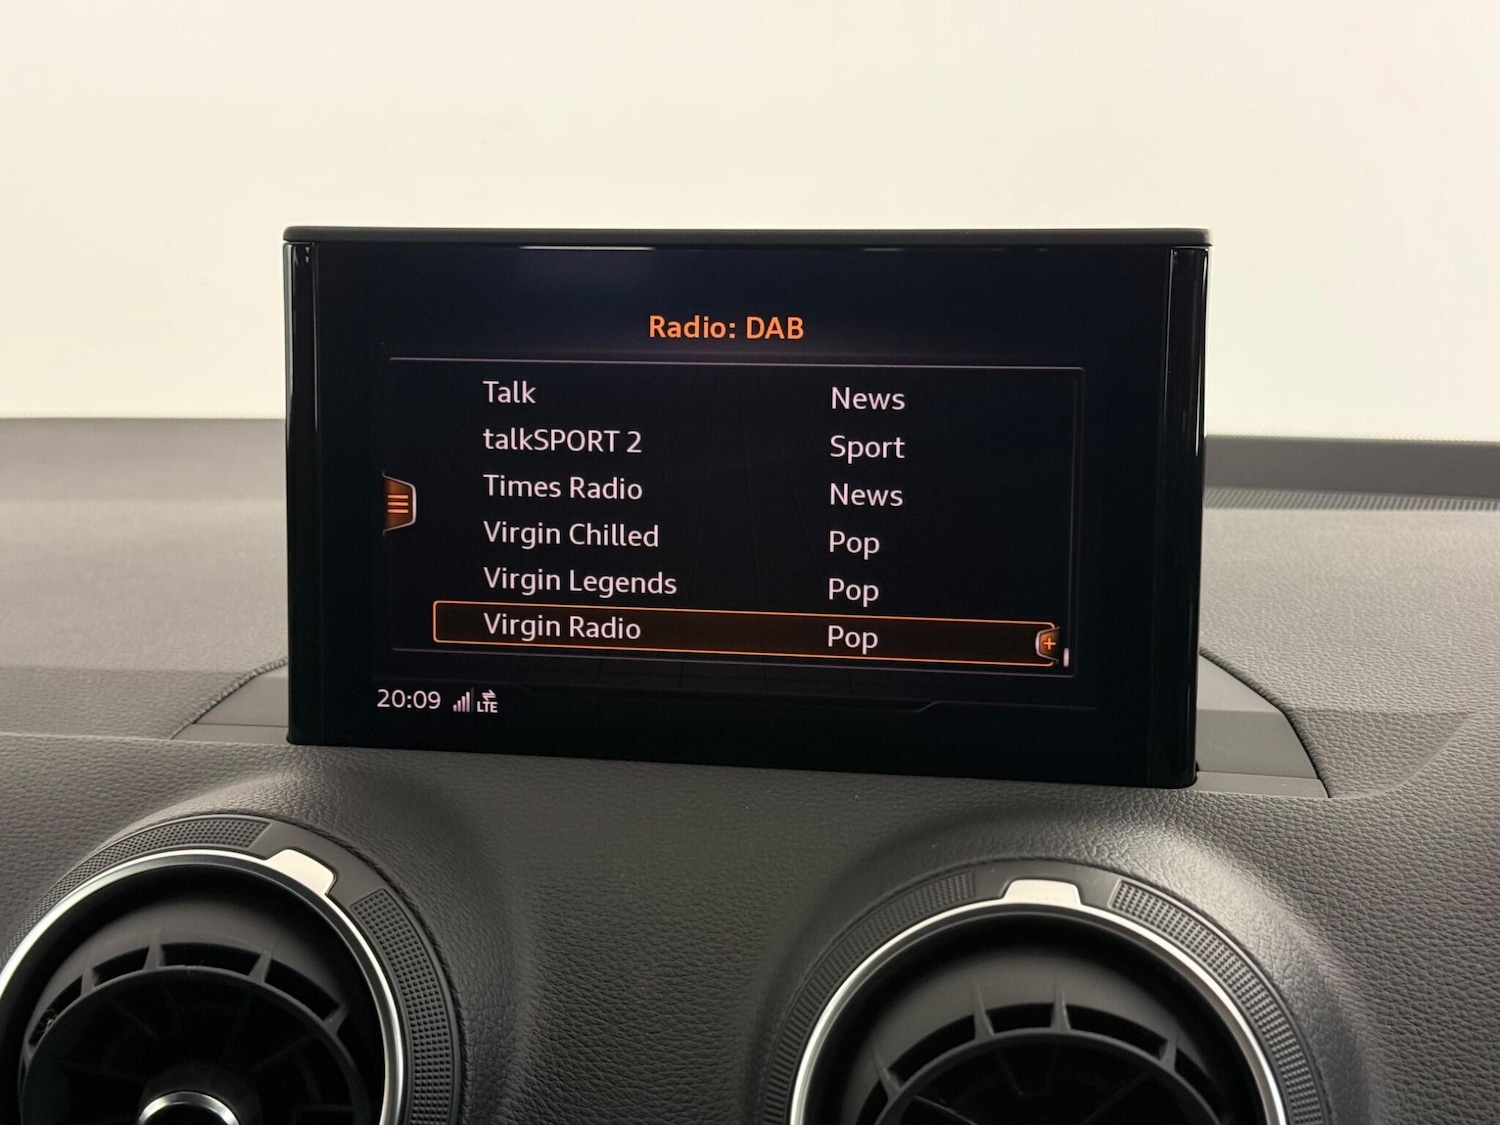 Radio: DAB
Talk News
talkSPORT 2 Sport
Times Radio News
Virgin Chilled Pop
Virgin Legends Pop
Virgin Radio Pop
20:09 LTE